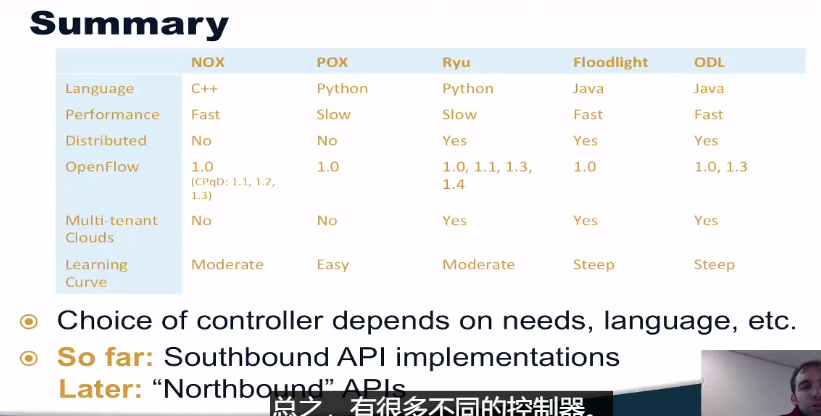 Summary
NOX POX Ryu Floodlight ODL
Language C++ Python Python Java Java
Performance Fast Slow Slow Fast Fast
Distributed No No Yes Yes Yes
OpenFlow 1.0 1.0 1.0, 1.1, 1.3, 1.0 1.0, 1.3
(CPqD: 1.1, 1.2, 1.4
1.3)
Multi-tenant No No Yes Yes Yes
Clouds
Learning Moderate Easy Moderate Steep Steep
Curve
Choice of controller depends on needs, language, etc.
So far: Southbound API implementations
Later: “Northbound” APIs
总之，有很多不同的控制器。